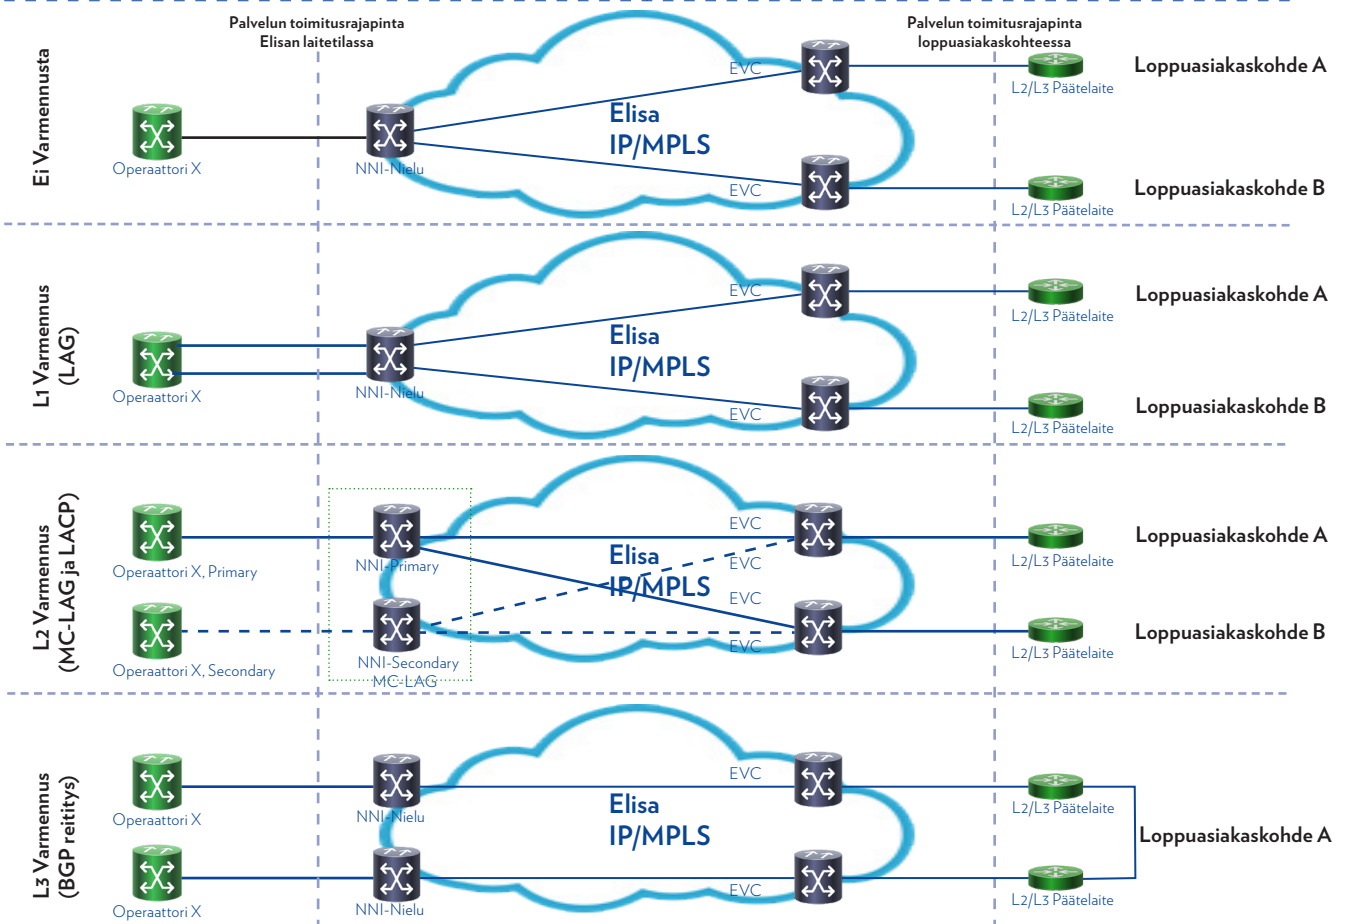 Palvelun toimitusrajapinta
Elisan laitetilassa
Palvelun toimitusrajapinta
loppuasiakaskohteessa
Ei Varmennusta
Operaattori X
NNI-Nielu
EVC
Elisa
IP/MPLS
EVC
L2/L3 Päätelaite
Loppuasiakaskohde A
L2/L3 Päätelaite
Loppuasiakaskohde B
L1 Varmennus
(LAG)
Operaattori X
NNI-Nielu
EVC
Elisa
IP/MPLS
EVC
L2/L3 Päätelaite
Loppuasiakaskohde A
L2/L3 Päätelaite
Loppuasiakaskohde B
L2 Varmennus
(MC-LAG ja LACP)
Operaattori X, Primary
Operaattori X, Secondary
NNI-Primary
NNI-Secondary
MC-LAG
EVC
Elisa
IP/MPLS
EVC
EVC
EVC
L2/L3 Päätelaite
Loppuasiakaskohde A
L2/L3 Päätelaite
Loppuasiakaskohde B
L3 Varmennus
(BGP reititys)
Operaattori X
Operaattori X
NNI-Nielu
NNI-Nielu
EVC
Elisa
IP/MPLS
EVC
L2/L3 Päätelaite
Loppuasiakaskohde A
L2/L3 Päätelaite